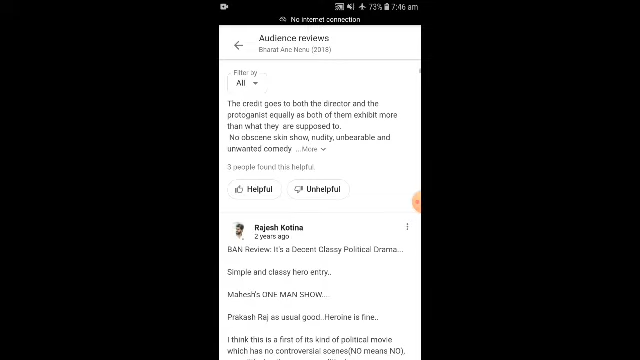 73% 7:46 am
No internet connection
Audience reviews
Bharat Ane Nenu (2018)
Filter by
All
The credit goes to both the director and the
protoganist equally as both of them exhibit more
than what they  are supposed to.
No obscene skin show, nudity, unbearable and
unwanted comedy ....More
3 people found this helpful.
Helpful
Unhelpful
Rajesh Kotina
2 years ago
BAN Review: It's a Decent Classy Political Drama...
Simple and classy hero entry..
Mahesh's ONE MAN SHOW....
Prakash Raj as usual good..Heroine is fine..
I think this is a first of its kind of political movie
which has no controversial scenes(NO means NO),